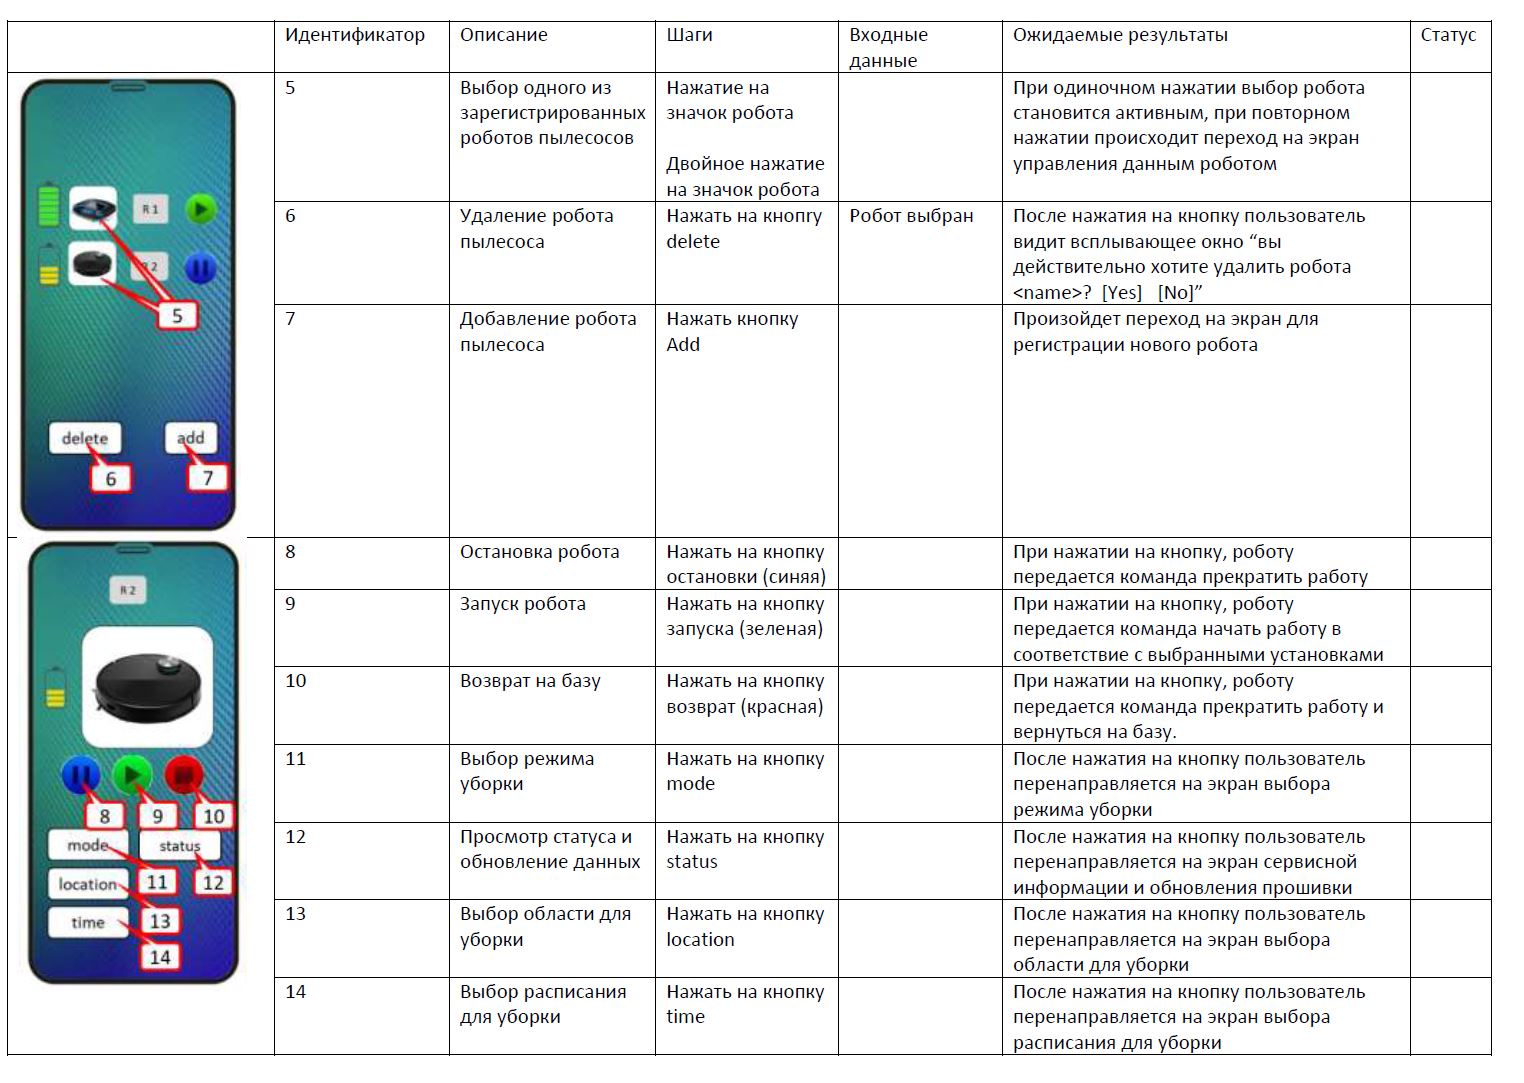 Идентификатор
Описание
Шаги
Входные
данные
Ожидаемые результаты
Статус
R 1
R 2
5
delete
add
6
7
5
Выбор одного из
зарегистрированных
роботов пылесосов
Нажатие на
значок робота
Двойное нажатие
на значок робота
При одиночном нажатии выбор робота
становится активным, при повторном
нажатии происходит переход на экран
управления данным роботом
6
Удаление робота
пылесоса
Нажать на кнопгу
delete
Робот выбран
После нажатия на кнопку пользователь
видит всплывающее окно “вы
действительно хотите удалить робота
<name>? [Yes] [No]”
7
Добавление робота
пылесоса
Нажать кнопку
Add
Произойдет переход на экран для
регистрации нового робота
R 2
8
9
10
mode
status
11
12
location
13
time
14
8
Остановка робота
Нажать на кнопку
остановки (синяя)
При нажатии на кнопку, роботу
передается команда прекратить работу
9
Запуск робота
Нажать на кнопку
запуска (зеленая)
При нажатии на кнопку, роботу
передается команда начать работу в
соответствие с выбранными установками
10
Возврат на базу
Нажать на кнопку
возврат (красная)
При нажатии на кнопку, роботу
передается команда прекратить работу и
вернуться на базу.
11
Выбор режима
уборки
Нажать на кнопку
mode
После нажатия на кнопку пользователь
перенаправляется на экран выбора
режима уборки
12
Просмотр статуса и
обновление данных
Нажать на кнопку
status
После нажатия на кнопку пользователь
перенаправляется на экран сервисной
информации и обновления прошивки
13
Выбор области для
уборки
Нажать на кнопку
location
После нажатия на кнопку пользователь
перенаправляется на экран выбора
области для уборки
14
Выбор расписания
для уборки
Нажать на кнопку
time
После нажатия на кнопку пользователь
перенаправляется на экран выбора
расписания для уборки